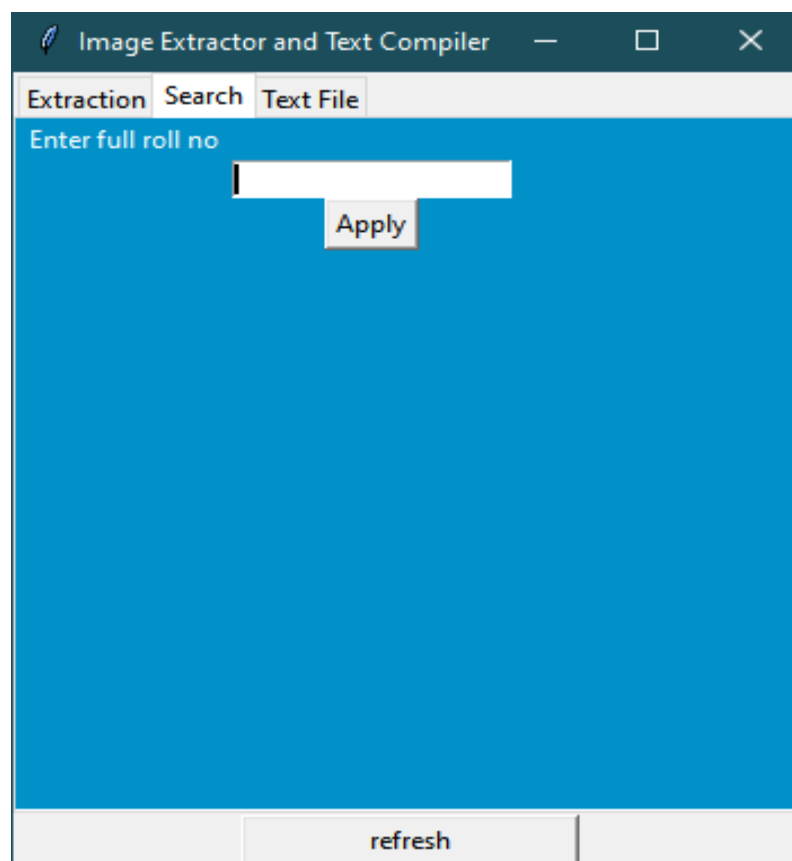 Image Extractor and Text Compiler
Extraction Search Text File
Enter full roll no
Apply
refresh